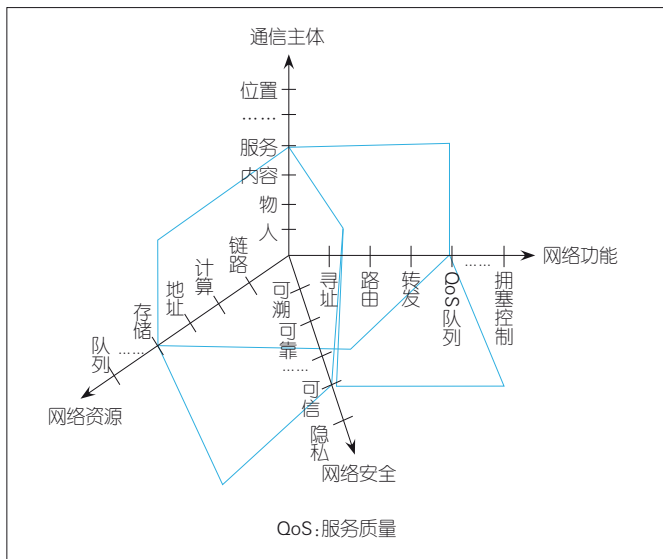 通信主体
位置
……
服务
内容
物
人
网络功能
寻址
路由
转发
QoS队列
……
拥塞控制
链路
计算
地址
存储
……
队列
网络资源
可溯
可靠
……
可信
隐私
网络安全
QoS:服务质量